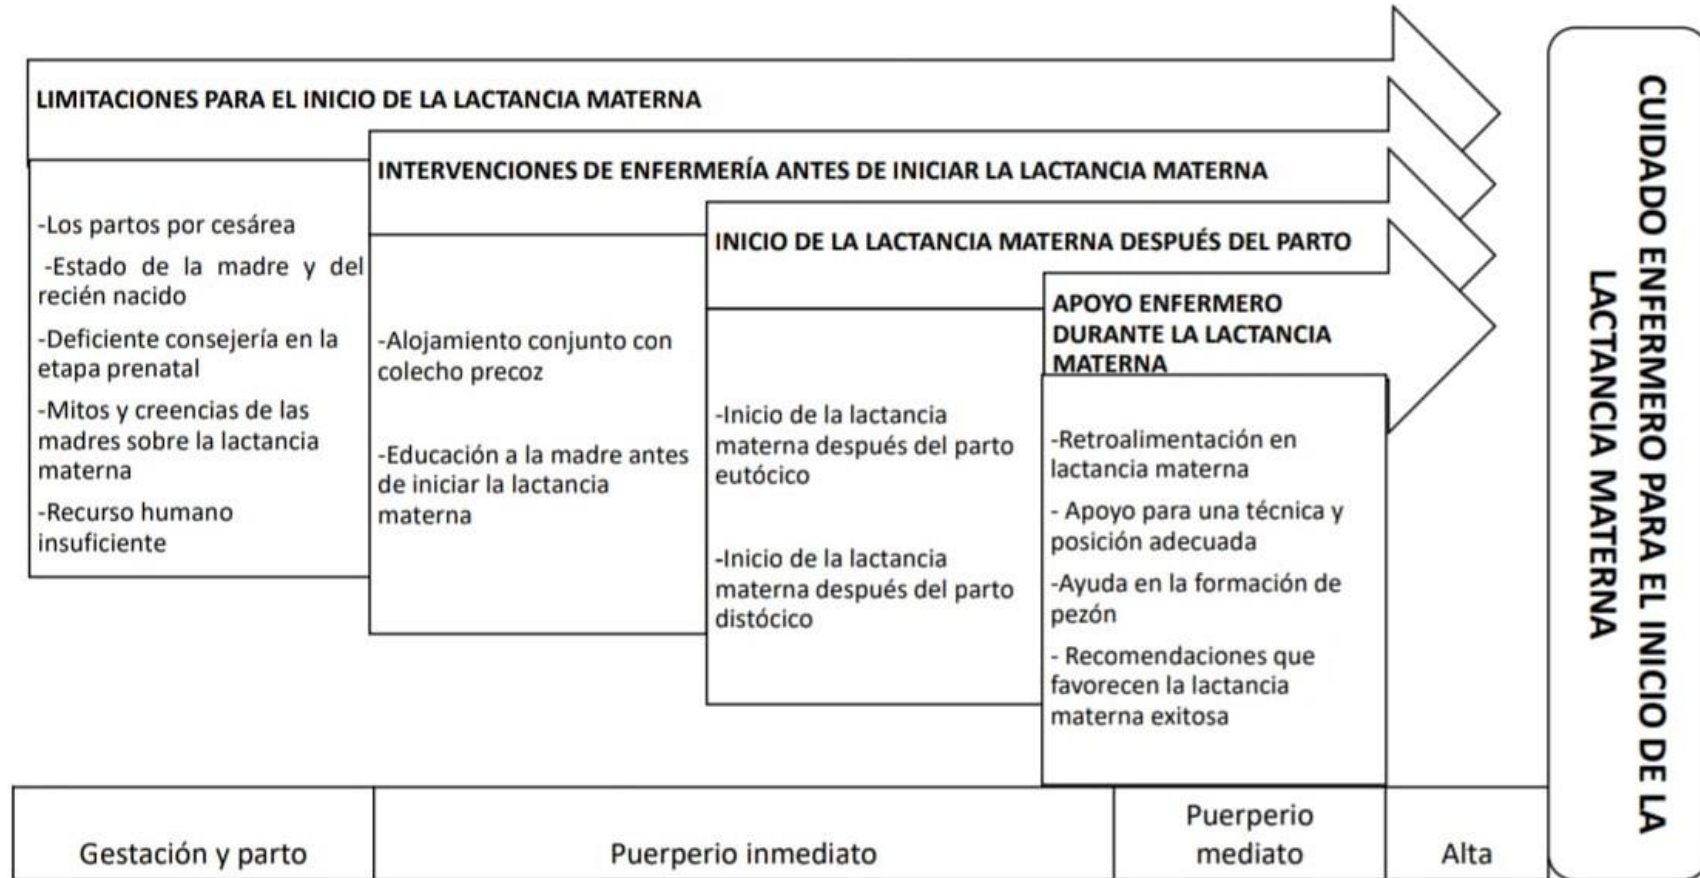 LIMITACIONES PARA EL INICIO DE LA LACTANCIA MATERNA
-Los partos por cesárea
-Estado de la madre y del
recién nacido
-Deficiente consejería en la
etapa prenatal
-Mitos y creencias de las
madres sobre la lactancia
materna
-Recurso humano
insuficiente
INTERVENCIONES DE ENFERMERÍA ANTES DE INICIAR LA LACTANCIA MATERNA
-Alojamiento conjunto con
colecho precoz
-Educación a la madre antes
de iniciar la lactancia
materna
INICIO DE LA LACTANCIA MATERNA DESPUÉS DEL PARTO
-Inicio de la lactancia
materna después del parto
eutócico
-Inicio de la lactancia
materna después del parto
distócico
APOYO ENFERMERO
DURANTE LA LACTANCIA
MATERNA
-Retroalimentación en
lactancia materna
- Apoyo para una técnica y
posición adecuada
-Ayuda en la formación de
pezón
- Recomendaciones que
favorecen la lactancia
materna exitosa
Gestación y parto
Puerperio inmediato
Puerperio
mediato
Alta
CUIDADO ENFERMERO PARA EL INICIO DE LA
LACTANCIA MATERNA